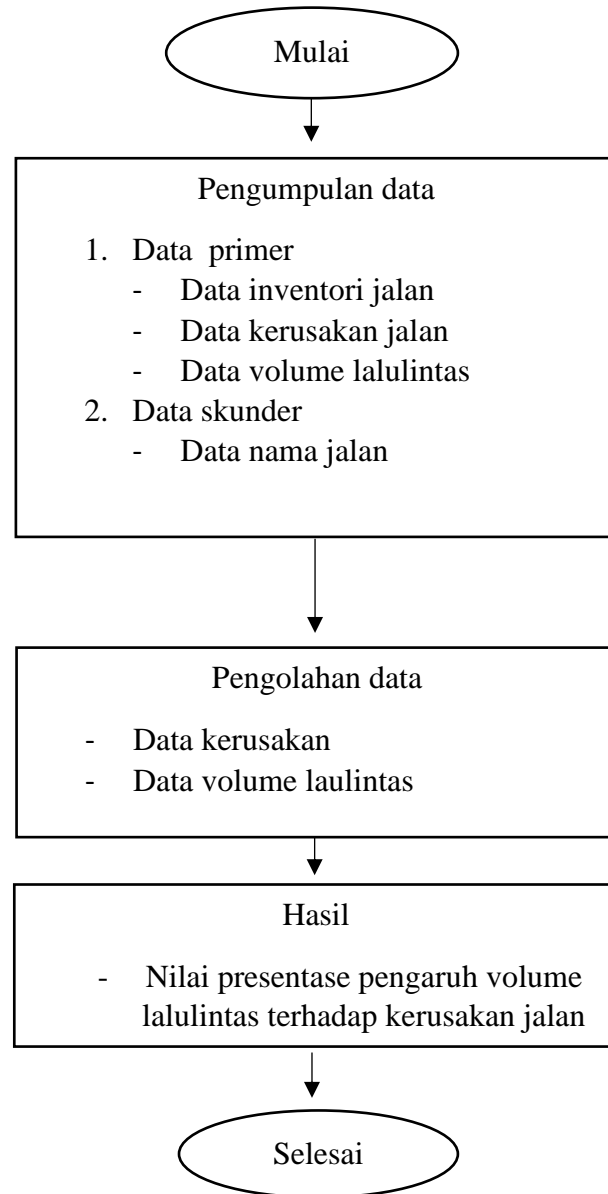 Mulai
Pengumpulan data
1. Data primer
- Data inventori jalan
- Data kerusakan jalan
- Data volume lalulintas
2. Data skunder
- Data nama jalan
Pengolahan data
- Data kerusakan
- Data volume laulintas
Hasil
- Nilai presentase pengaruh volume
lalulintas terhadap kerusakan jalan
Selesai